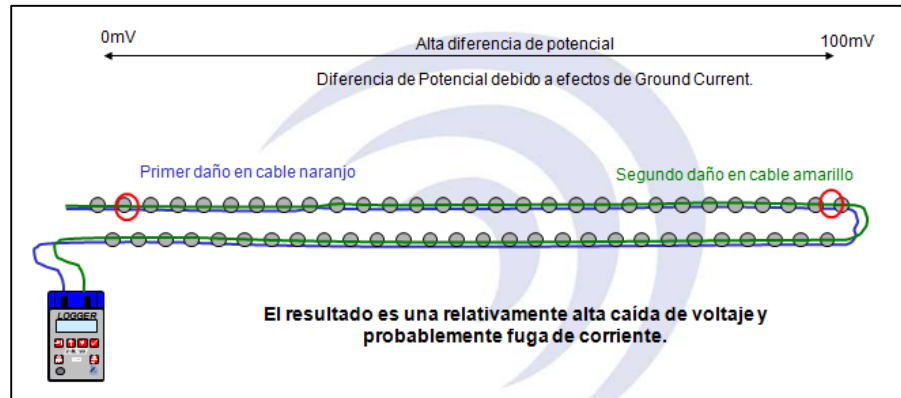 0mV
Alta diferencia de potencial
100mV
Diferencia de Potencial debido a efectos de Ground Current.
Primer daño en cable naranjo
Segundo daño en cable amarillo
LOGGER
El resultado es una relativamente alta caída de voltaje y
probablemente fuga de corriente.